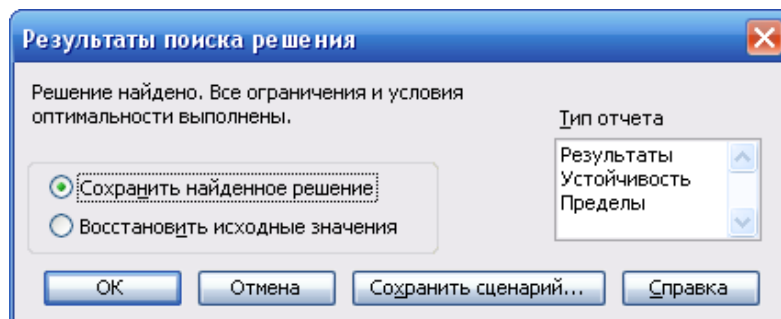 Результаты поиска решения
Решение найдено. Все ограничения и условия
оптимальности выполнены.
Тип отчета
Результаты
Устойчивость
Пределы
Сохранить найденное решение
Восстановить исходные значения
ОК
Отмена
Сохранить сценарий...
Справка